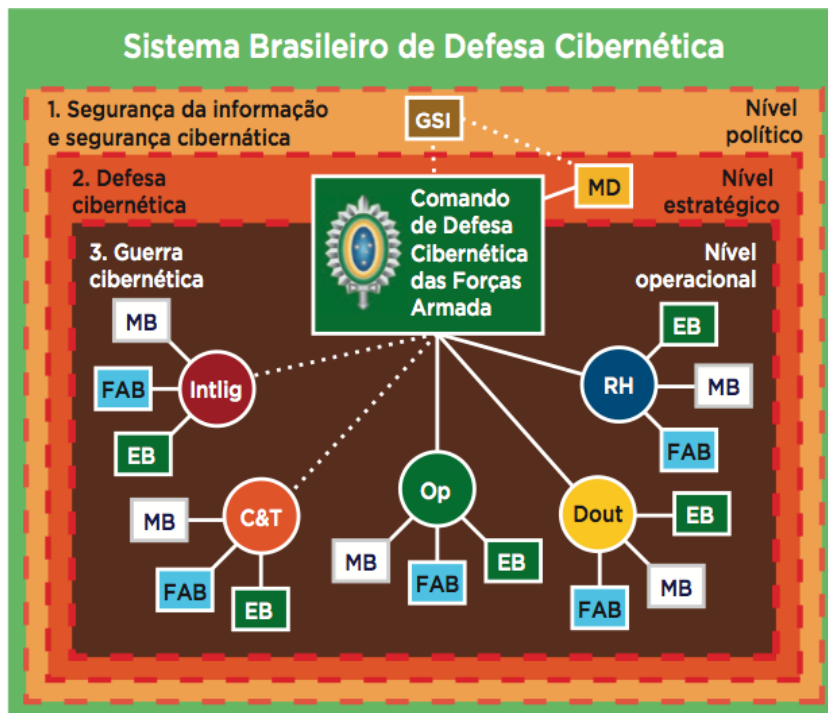 Sistema Brasileiro de Defesa Cibernética
1. Segurança da informação
e segurança cibernática
GSI
Nível
político
2. Defesa
cibernética
MD
Nível
estratégico
Comando
de Defesa
Cibernética
das Forças
Armada
3. Guerra
cibernética
Nível
operacional
MB
FAB
EB
Intlig
EB
MB
FAB
RH
MB
FAB
EB
C&T
Op
MB
FAB
EB
Dout
EB
MB
FAB